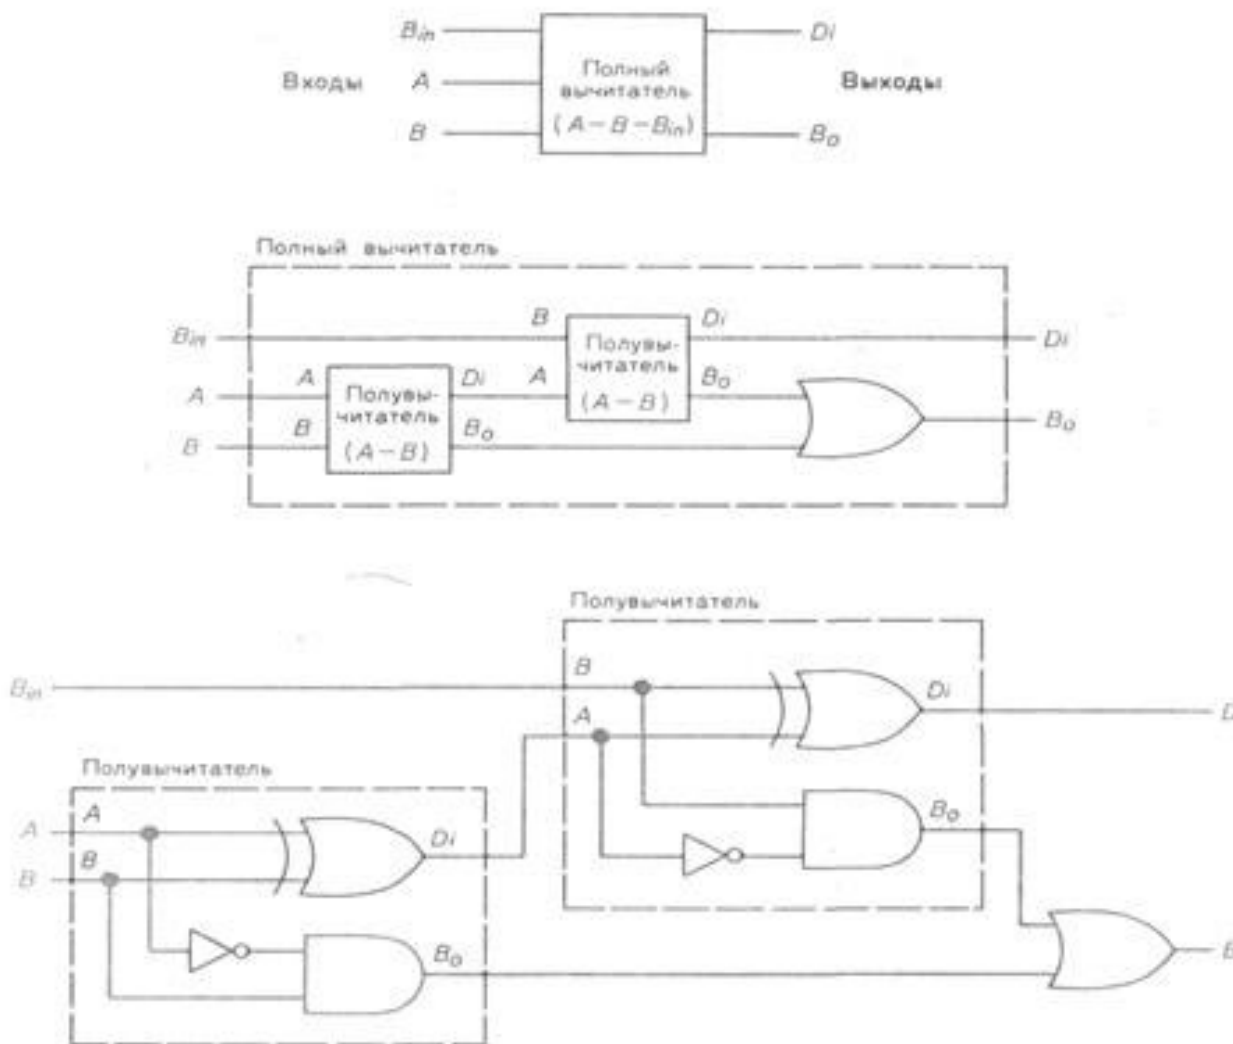 B_in Di
Входы A Полный вычитатель (A−B−B_in) Выходы
B B_o
Полный вычитатель
B Di
B_in Полувы- Di
A A Di A читатель B_o
Полувы- (A−B)
читатель B_o
B B (A−B) B_o
Полувычитатель
B
B_in Di
A D
Полувычитатель
A A B_o
Di
B B
B_o B